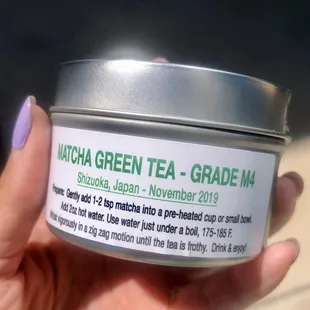 MATCHA GREEN TEA - GRADE M4
Shizuoka, Japan - November 2019
Prepare: Gently add 1-2 tsp matcha into a pre-heated cup or small bowl.
Add 2oz hot water. Use water just under a boil, 175-185 F.
Whisk vigorously in a zig zag motion until the tea is frothy. Drink & enjoy!